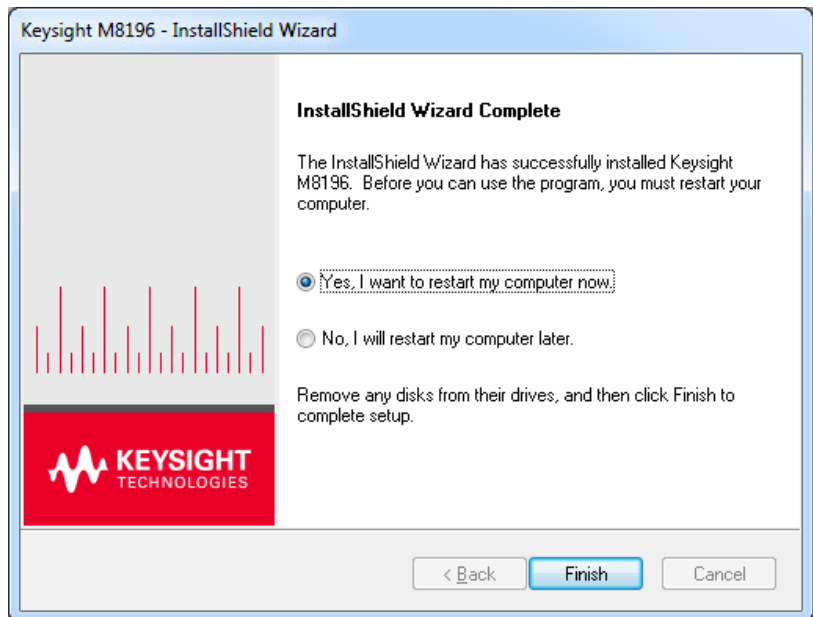 Keysight M8196 - InstallShield Wizard
InstallShield Wizard Complete
The InstallShield Wizard has successfully installed Keysight
M8196.  Before you can use the program, you must restart your
computer.
Yes, I want to restart my computer now.
No, I will restart my computer later.
Remove any disks from their drives, and then click Finish to
complete setup.
KEYSIGHT
TECHNOLOGIES
< Back
Finish
Cancel